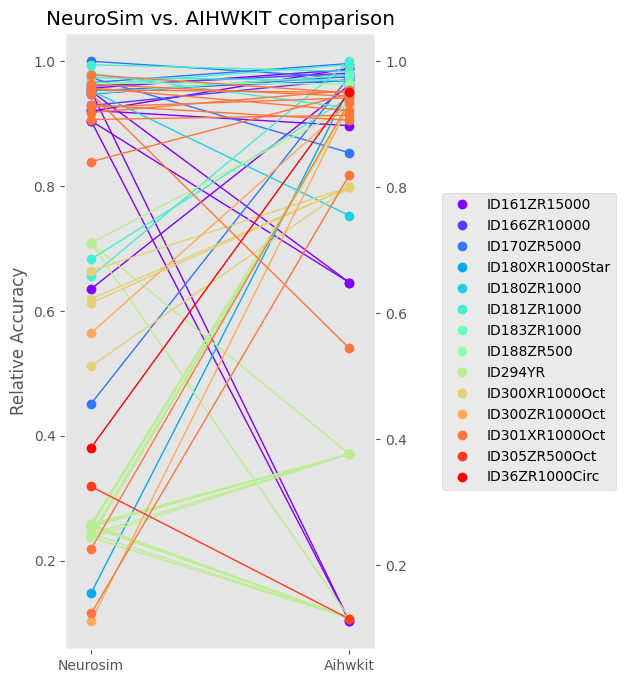 NeuroSim vs. AIHWKIT comparison
Relative Accuracy
1.0
0.8
0.6
0.4
0.2
1.0
0.8
0.6
0.4
0.2
Neurosim
Aihwkit
ID161ZR15000
ID166ZR10000
ID170ZR5000
ID180XR1000Star
ID180ZR1000
ID181ZR1000
ID183ZR1000
ID188ZR500
ID294YR
ID300XR1000Oct
ID300ZR1000Oct
ID301XR1000Oct
ID305ZR500Oct
ID36ZR1000Circ